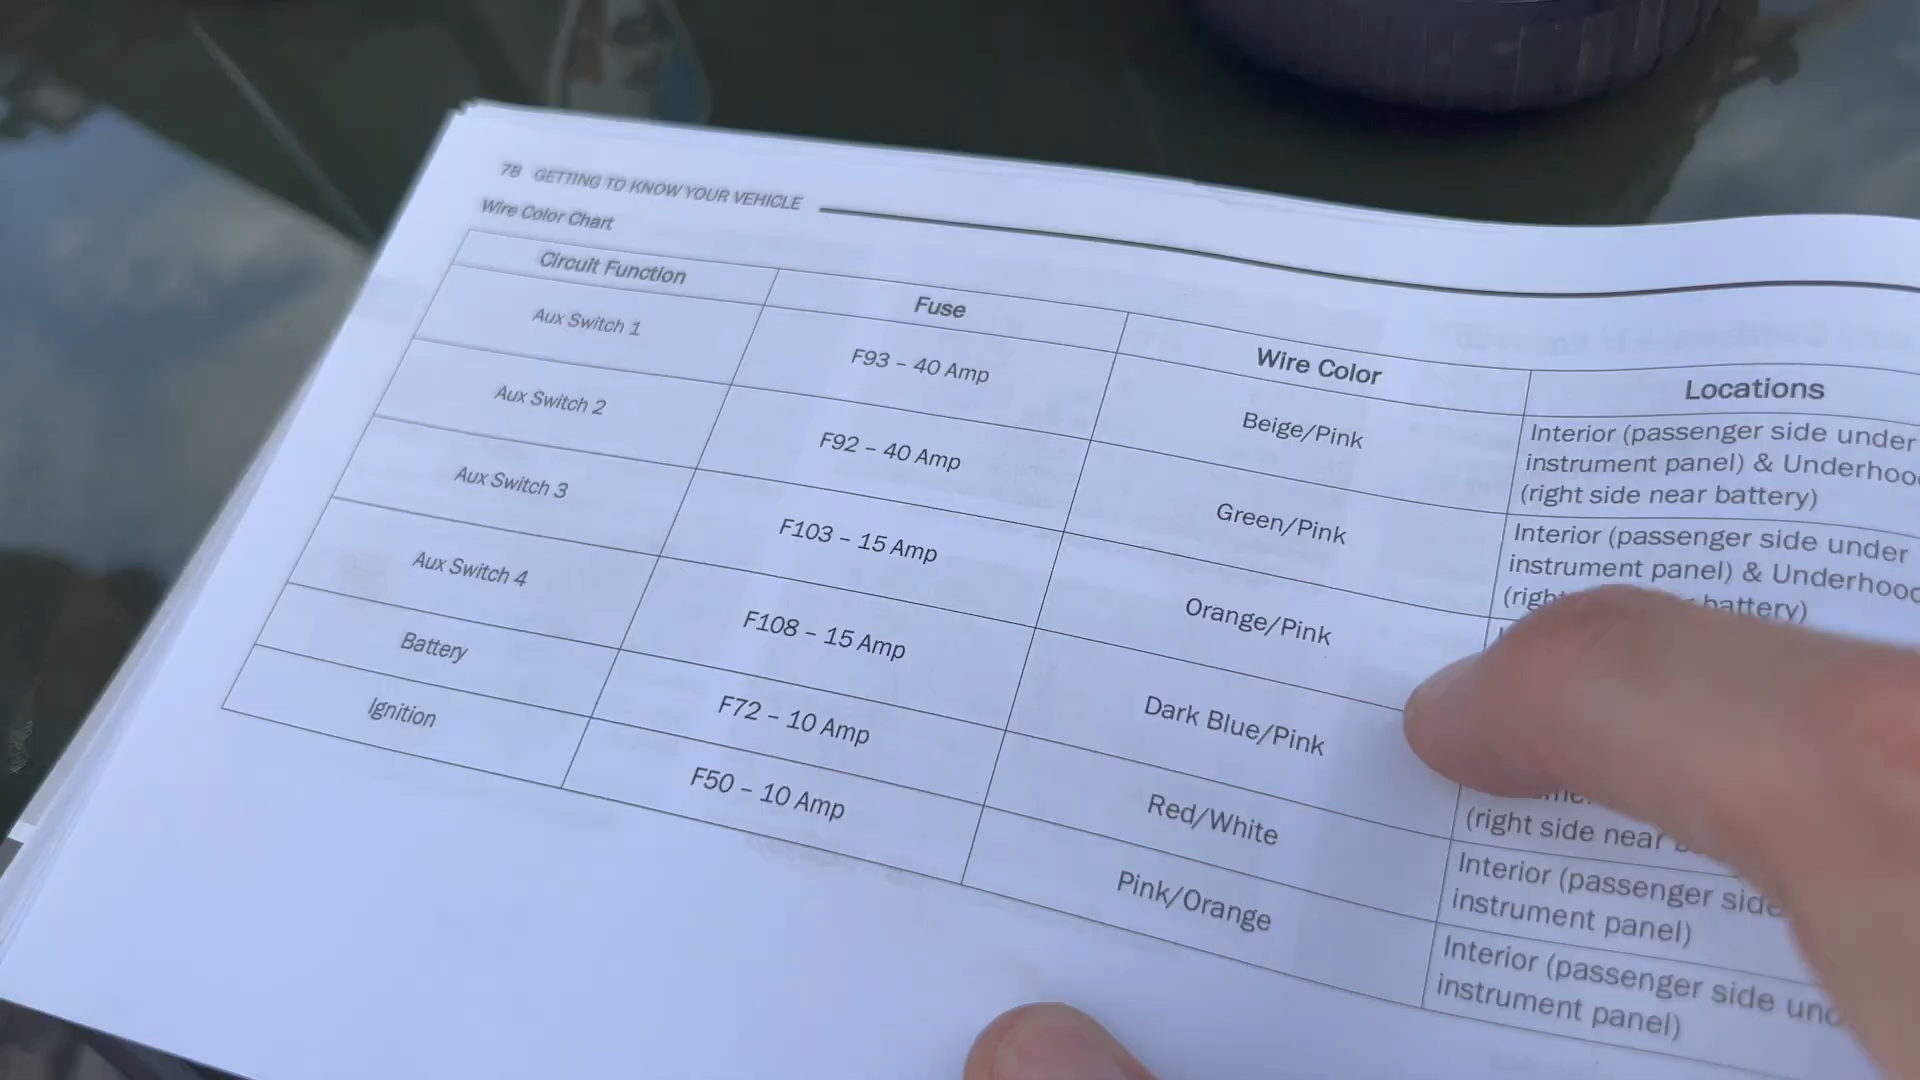 78 GETTING TO KNOW YOUR VEHICLE
Wire Color Chart
Circuit Function
Fuse
Wire Color
Locations
Aux Switch 1
F93 – 40 Amp
Beige/Pink
Interior (passenger side under
instrument panel) & Underhoo
(right side near battery)
Aux Switch 2
F92 – 40 Amp
Green/Pink
Interior (passenger side under
instrument panel) & Underhoo
battery)
Aux Switch 3
F103 – 15 Amp
Orange/Pink
Aux Switch 4
F108 – 15 Amp
Dark Blue/Pink
(right side near
Battery
F72 – 10 Amp
Red/White
Interior (passenger side
instrument panel)
Ignition
F50 – 10 Amp
Pink/Orange
Interior (passenger side und
instrument panel)